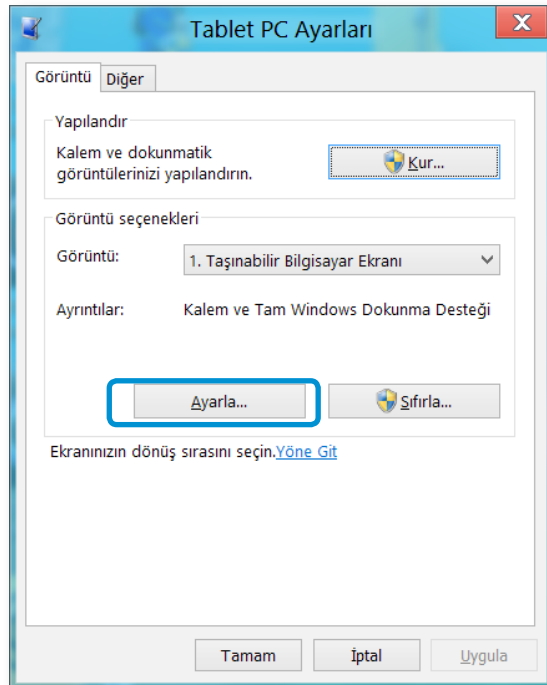 Tablet PC Ayarları
X
Görüntü Diğer
Yapılandır
Kalem ve dokunmatik
görüntülerinizi yapılandırın.
Kur...
Görüntü seçenekleri
Görüntü: 1. Taşınabilir Bilgisayar Ekranı
Ayrıntılar: Kalem ve Tam Windows Dokunma Desteği
Ayarla... Sıfırla...
Ekranınızın dönüş sırasını seçin.Yöne Git
Tamam İptal Uygula